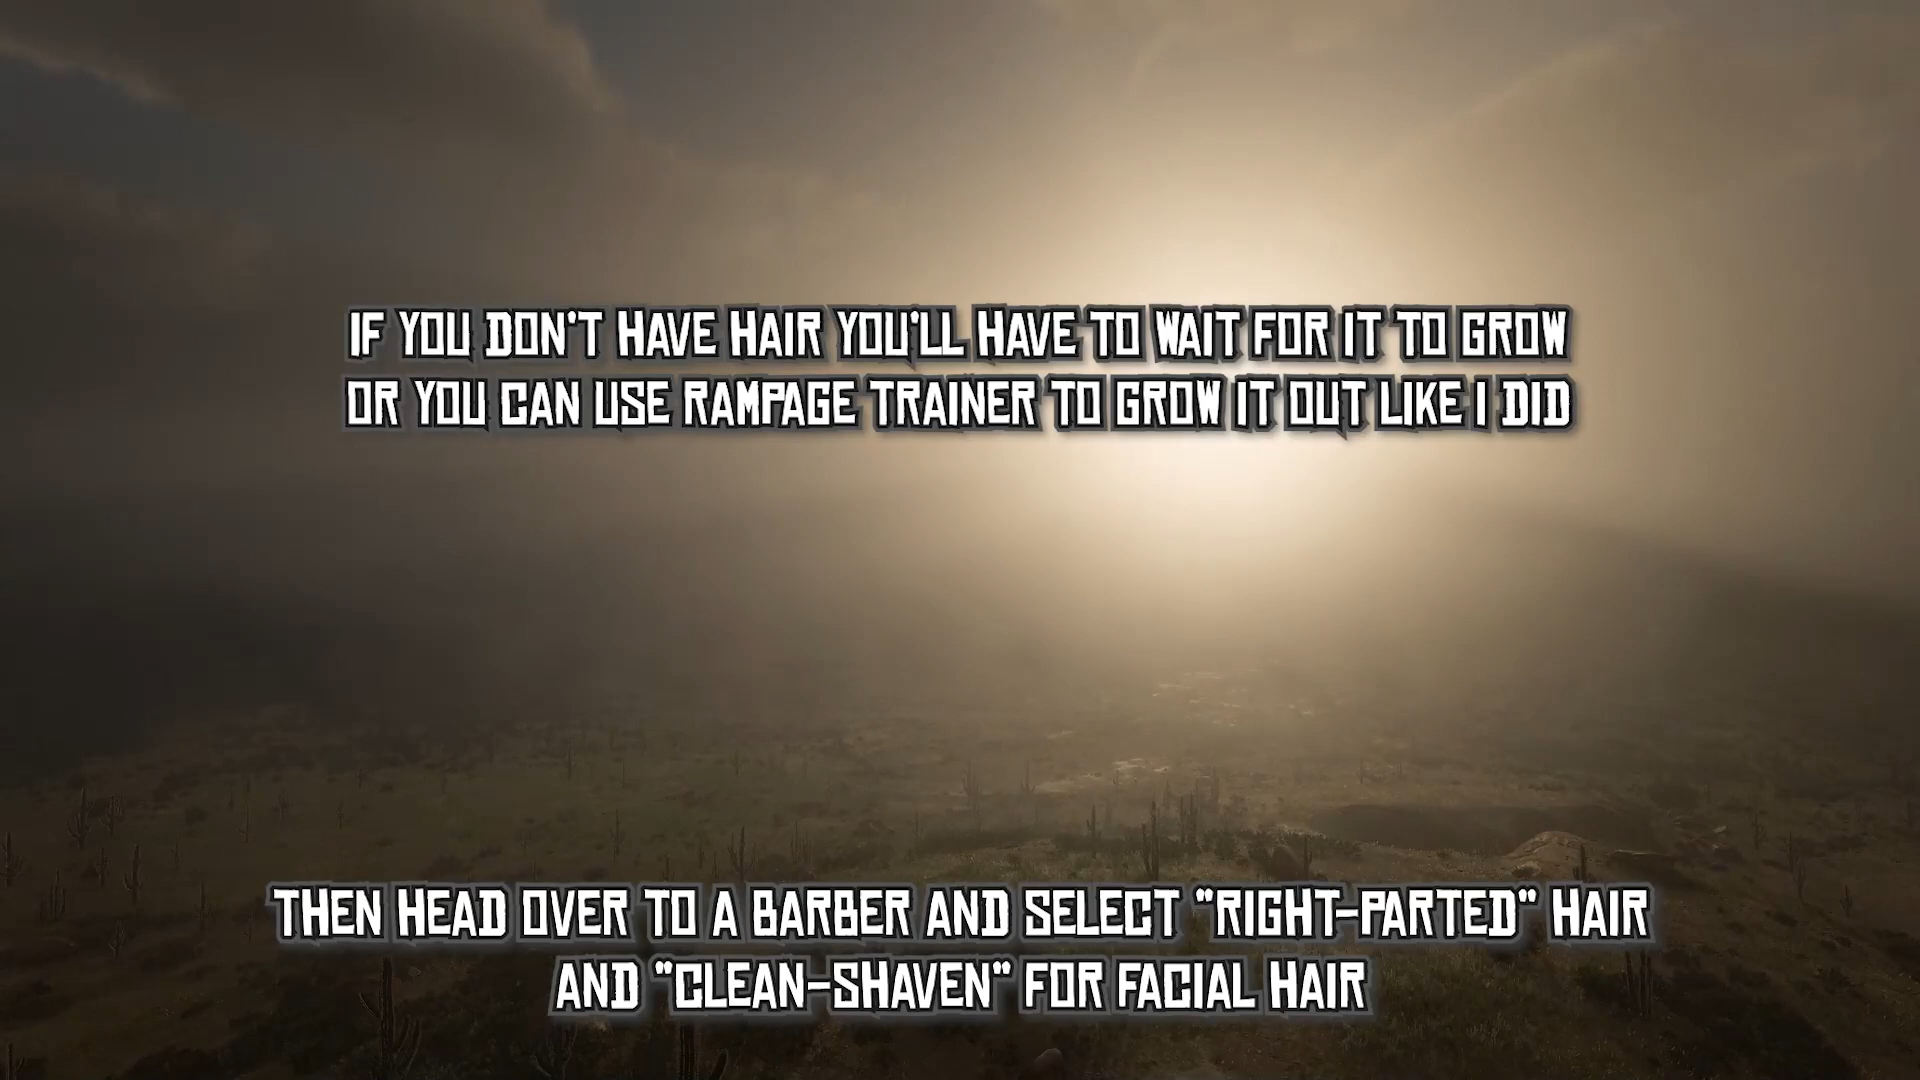 IF YOU DON'T HAVE HAIR YOU'LL HAVE TO WAIT FOR IT TO GROW
OR YOU CAN USE RAMPAGE TRAINER TO GROW IT OUT LIKE I DID
THEN HEAD OVER TO A BARBER AND SELECT "RIGHT-PARTED" HAIR
AND "CLEAN-SHAVEN" FOR FACIAL HAIR